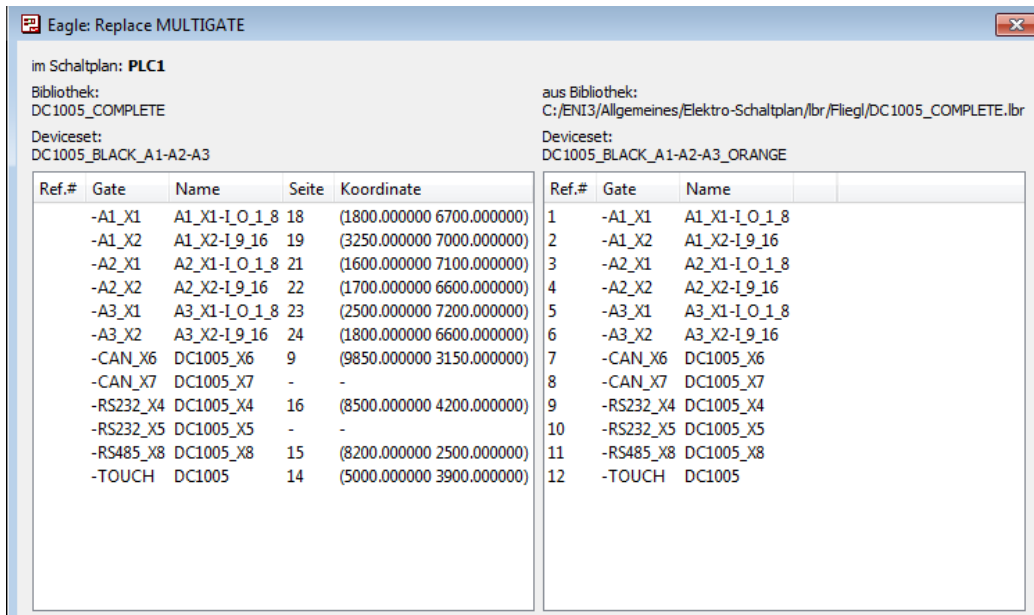 Eagle: Replace MULTIGATE
im Schaltplan: PLC1
Bibliothek:
DC1005_COMPLETE
Deviceset:
DC1005_BLACK_A1-A2-A3
Ref.# Gate Name Seite Koordinate
-A1_X1 A1_X1-I_O_1_8 18 (1800.000000 6700.000000)
-A1_X2 A1_X2-I_9_16 19 (3250.000000 7000.000000)
-A2_X1 A2_X1-I_O_1_8 21 (1600.000000 7100.000000)
-A2_X2 A2_X2-I_9_16 22 (1700.000000 6600.000000)
-A3_X1 A3_X1-I_O_1_8 23 (2500.000000 7200.000000)
-A3_X2 A3_X2-I_9_16 24 (1800.000000 6600.000000)
-CAN_X6 DC1005_X6 9 (9850.000000 3150.000000)
-CAN_X7 DC1005_X7 - -
-RS232_X4 DC1005_X4 16 (8500.000000 4200.000000)
-RS232_X5 DC1005_X5 - -
-RS485_X8 DC1005_X8 15 (8200.000000 2500.000000)
-TOUCH DC1005 14 (5000.000000 3900.000000)
aus Bibliothek:
C:/ENI3/Allgemeines/Elektro-Schaltplan/lbr/Fliegl/DC1005_COMPLETE.lbr
Deviceset:
DC1005_BLACK_A1-A2-A3_ORANGE
Ref.# Gate Name
1 -A1_X1 A1_X1-I_O_1_8
2 -A1_X2 A1_X2-I_9_16
3 -A2_X1 A2_X1-I_O_1_8
4 -A2_X2 A2_X2-I_9_16
5 -A3_X1 A3_X1-I_O_1_8
6 -A3_X2 A3_X2-I_9_16
7 -CAN_X6 DC1005_X6
8 -CAN_X7 DC1005_X7
9 -RS232_X4 DC1005_X4
10 -RS232_X5 DC1005_X5
11 -RS485_X8 DC1005_X8
12 -TOUCH DC1005